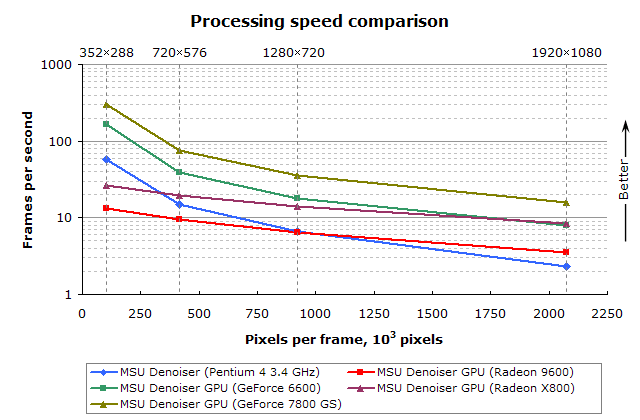 Processing speed comparison
352×288 720×576 1280×720 1920×1080
1000
100
10
1
Frames per second
0 250 500 750 1000 1250 1500 1750 2000 2250
Pixels per frame, 10³ pixels
Better
MSU Denoiser (Pentium 4 3.4 GHz)
MSU Denoiser GPU (Radeon 9600)
MSU Denoiser GPU (GeForce 6600)
MSU Denoiser GPU (Radeon X800)
MSU Denoiser GPU (GeForce 7800 GS)